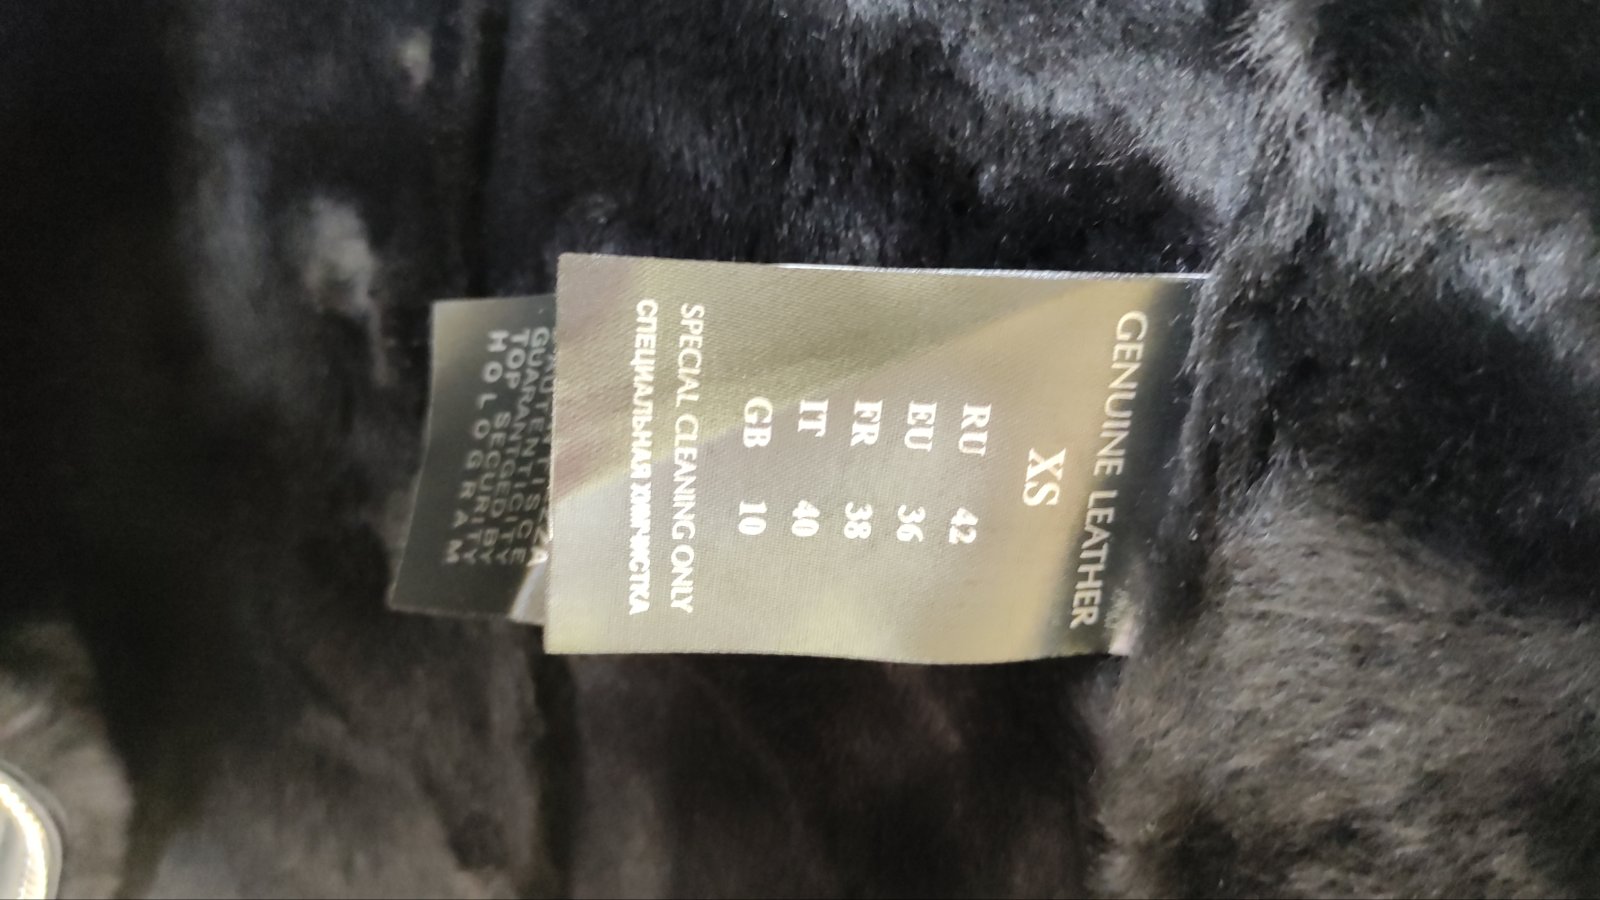 GENUINE LEATHER
XS
RU 42
EU 36
FR 38
IT 40
GB 10
SPECIAL CLEANING ONLY
СПЕЦИАЛЬНАЯ ХИМЧИСТКА
GUARANTICITY
TOP SECURITY
HOLOGRAM